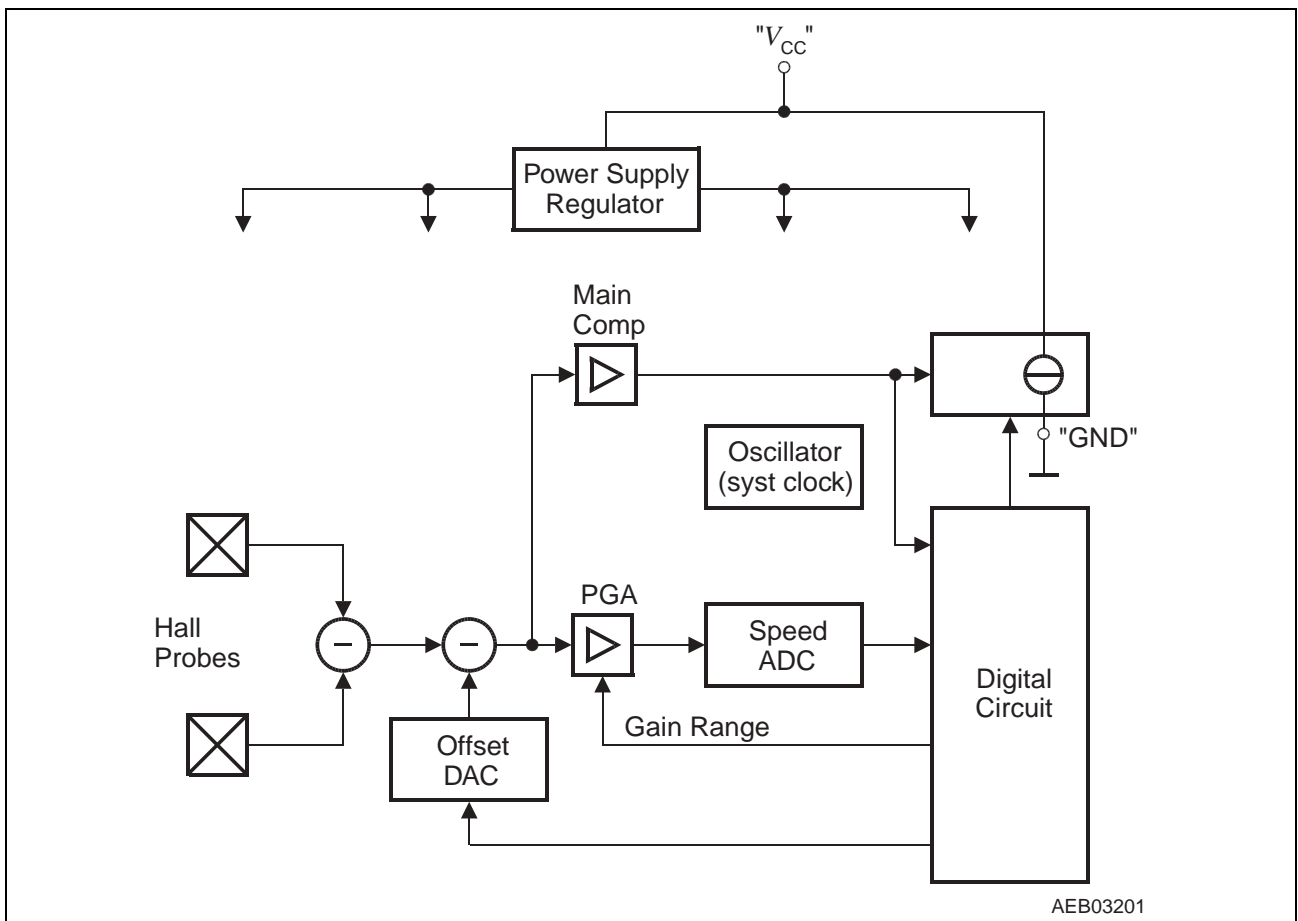 "VCC"
Power Supply
Regulator
Main
Comp
"GND"
Oscillator
(syst clock)
Hall
Probes
-
-
PGA
Speed
ADC
Digital
Circuit
Gain Range
Offset
DAC
AEB03201